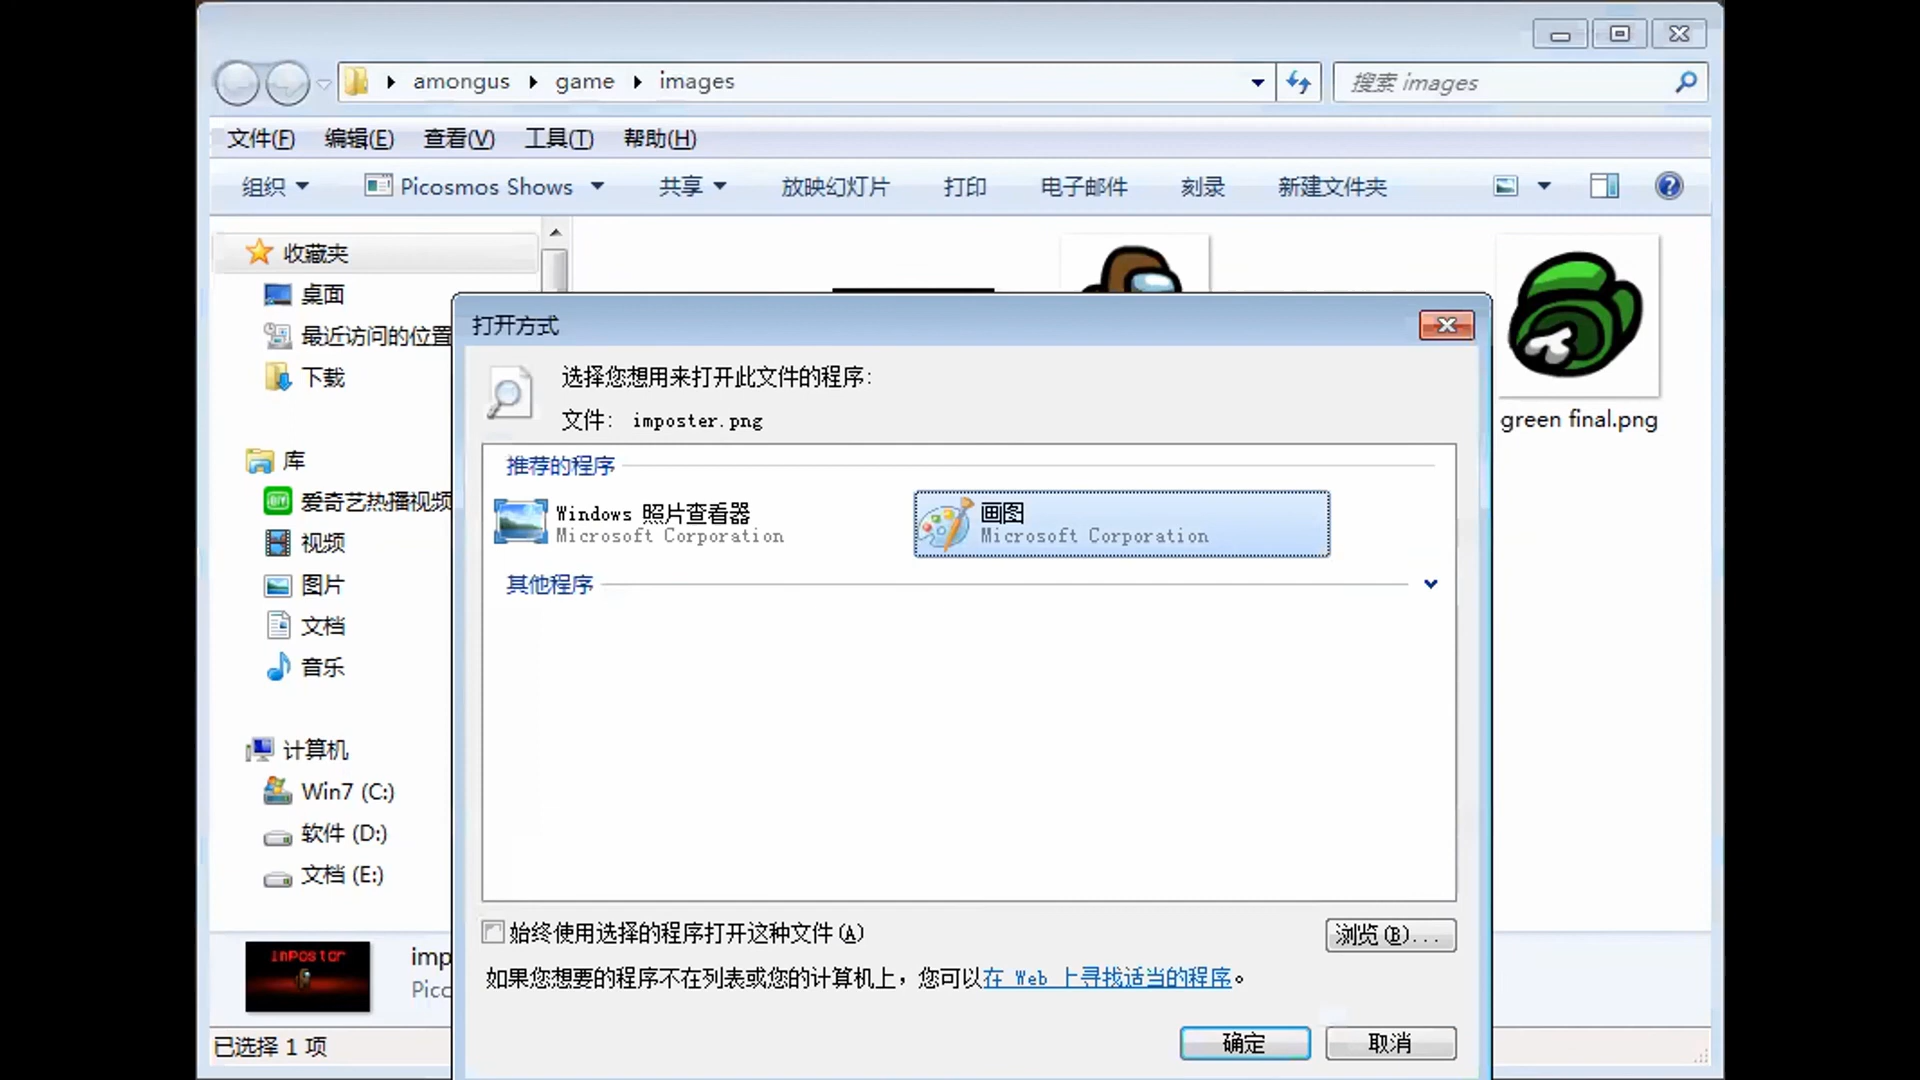 amongus game images
搜索 images
文件(F) 编辑(E) 查看(V) 工具(T) 帮助(H)
组织 Picosmos Shows 共享 放映幻灯片 打印 电子邮件 刻录 新建文件夹
收藏夹
桌面
最近访问的位置
下载
库
爱奇艺热播视频
视频
图片
文档
音乐
计算机
Win7 (C:)
软件 (D:)
文档 (E:)
green final.png
打开方式
选择您想用来打开此文件的程序:
文件: imposter.png
推荐的程序
Windows 照片查看器
Microsoft Corporation
画图
Microsoft Corporation
其他程序
始终使用选择的程序打开这种文件(A)
浏览(B)...
如果您想要的程序不在列表或您的计算机上，您可以在 Web 上寻找适当的程序。
确定 取消
Impostor
imp
Picc
已选择 1 项